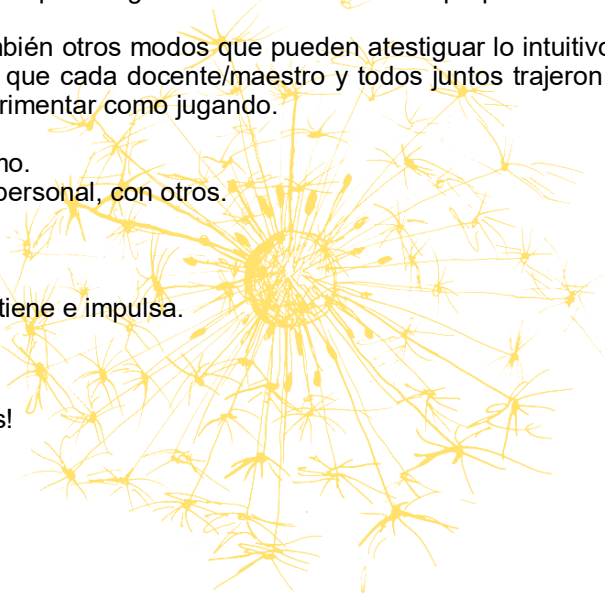 mbién otros modos que pueden atestiguar lo intuitivo
que cada docente/maestro y todos juntos trajeron
rimentar como jugando.
no.
personal, con otros.
tiene e impulsa.
s!